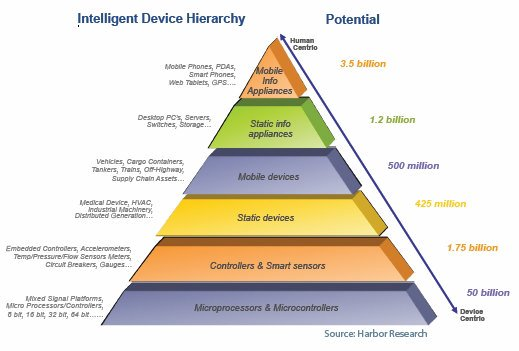 Intelligent Device Hierarchy
Potential
Human
Centric
Mobile Phones, PDAs,
Smart Phones,
Web Tablets, GPS....
Mobile
Info
Appliances
3.5 billion
Desktop PC's, Servers,
Switches, Storage....
Static info
appliances
1.2 billion
Vehicles, Cargo Containers,
Tankers, Trains, Off-Highway,
Supply Chain Assets...
Mobile devices
500 million
Medical Device, HVAC,
Industrial Machinery,
Distributed Generation...
Static devices
425 million
Embedded Controllers, Accelerometers,
Temp/Pressure/Flow Sensors Meters,
Circuit Breakers, Gauges...
Controllers & Smart sensors
1.75 billion
Mixed Signal Platforms,
Micro Processors/Controllers,
6 bit, 16 bit, 32 bit, 64 bit......
Microprocessors & Microcontrollers
50 billion
Device
Centric
Source: Harbor Research